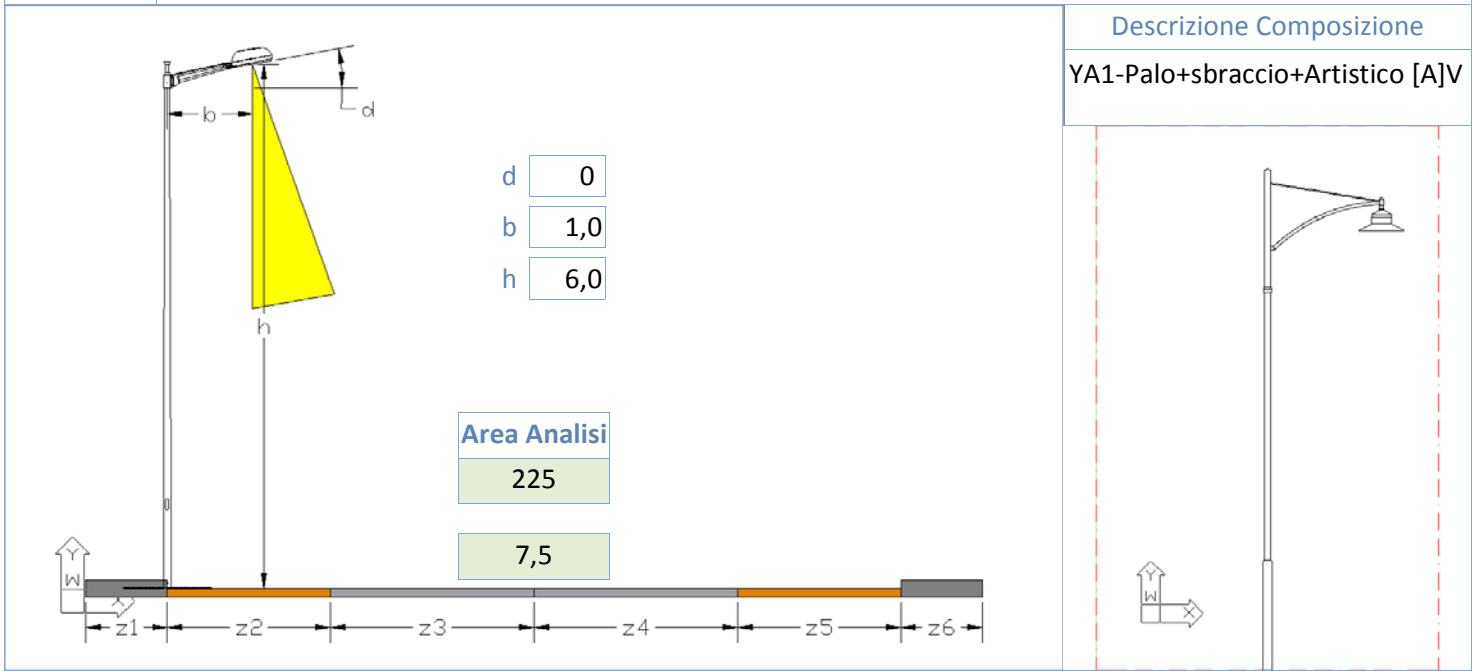 Descrizione Composizione
YA1-Palo+sbraccio+Artistico [A]V
b
d
h
d 0
b 1,0
h 6,0
Area Analisi
225
7,5
Y
W
X
z1
z2
z3
z4
z5
z6
Y
W
X